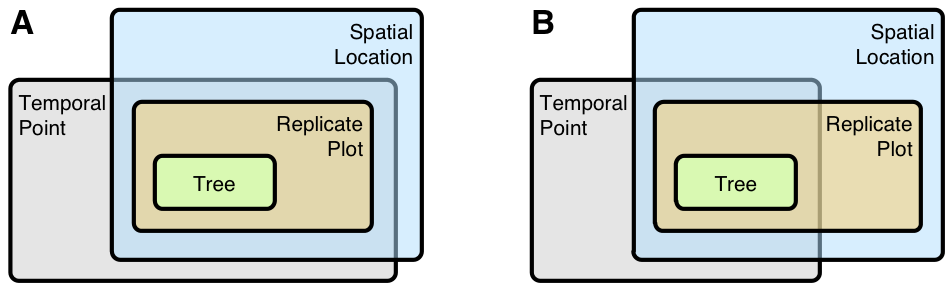 A
Spatial
Location
Temporal
Point
Replicate
Plot
Tree
B
Spatial
Location
Temporal
Point
Replicate
Plot
Tree